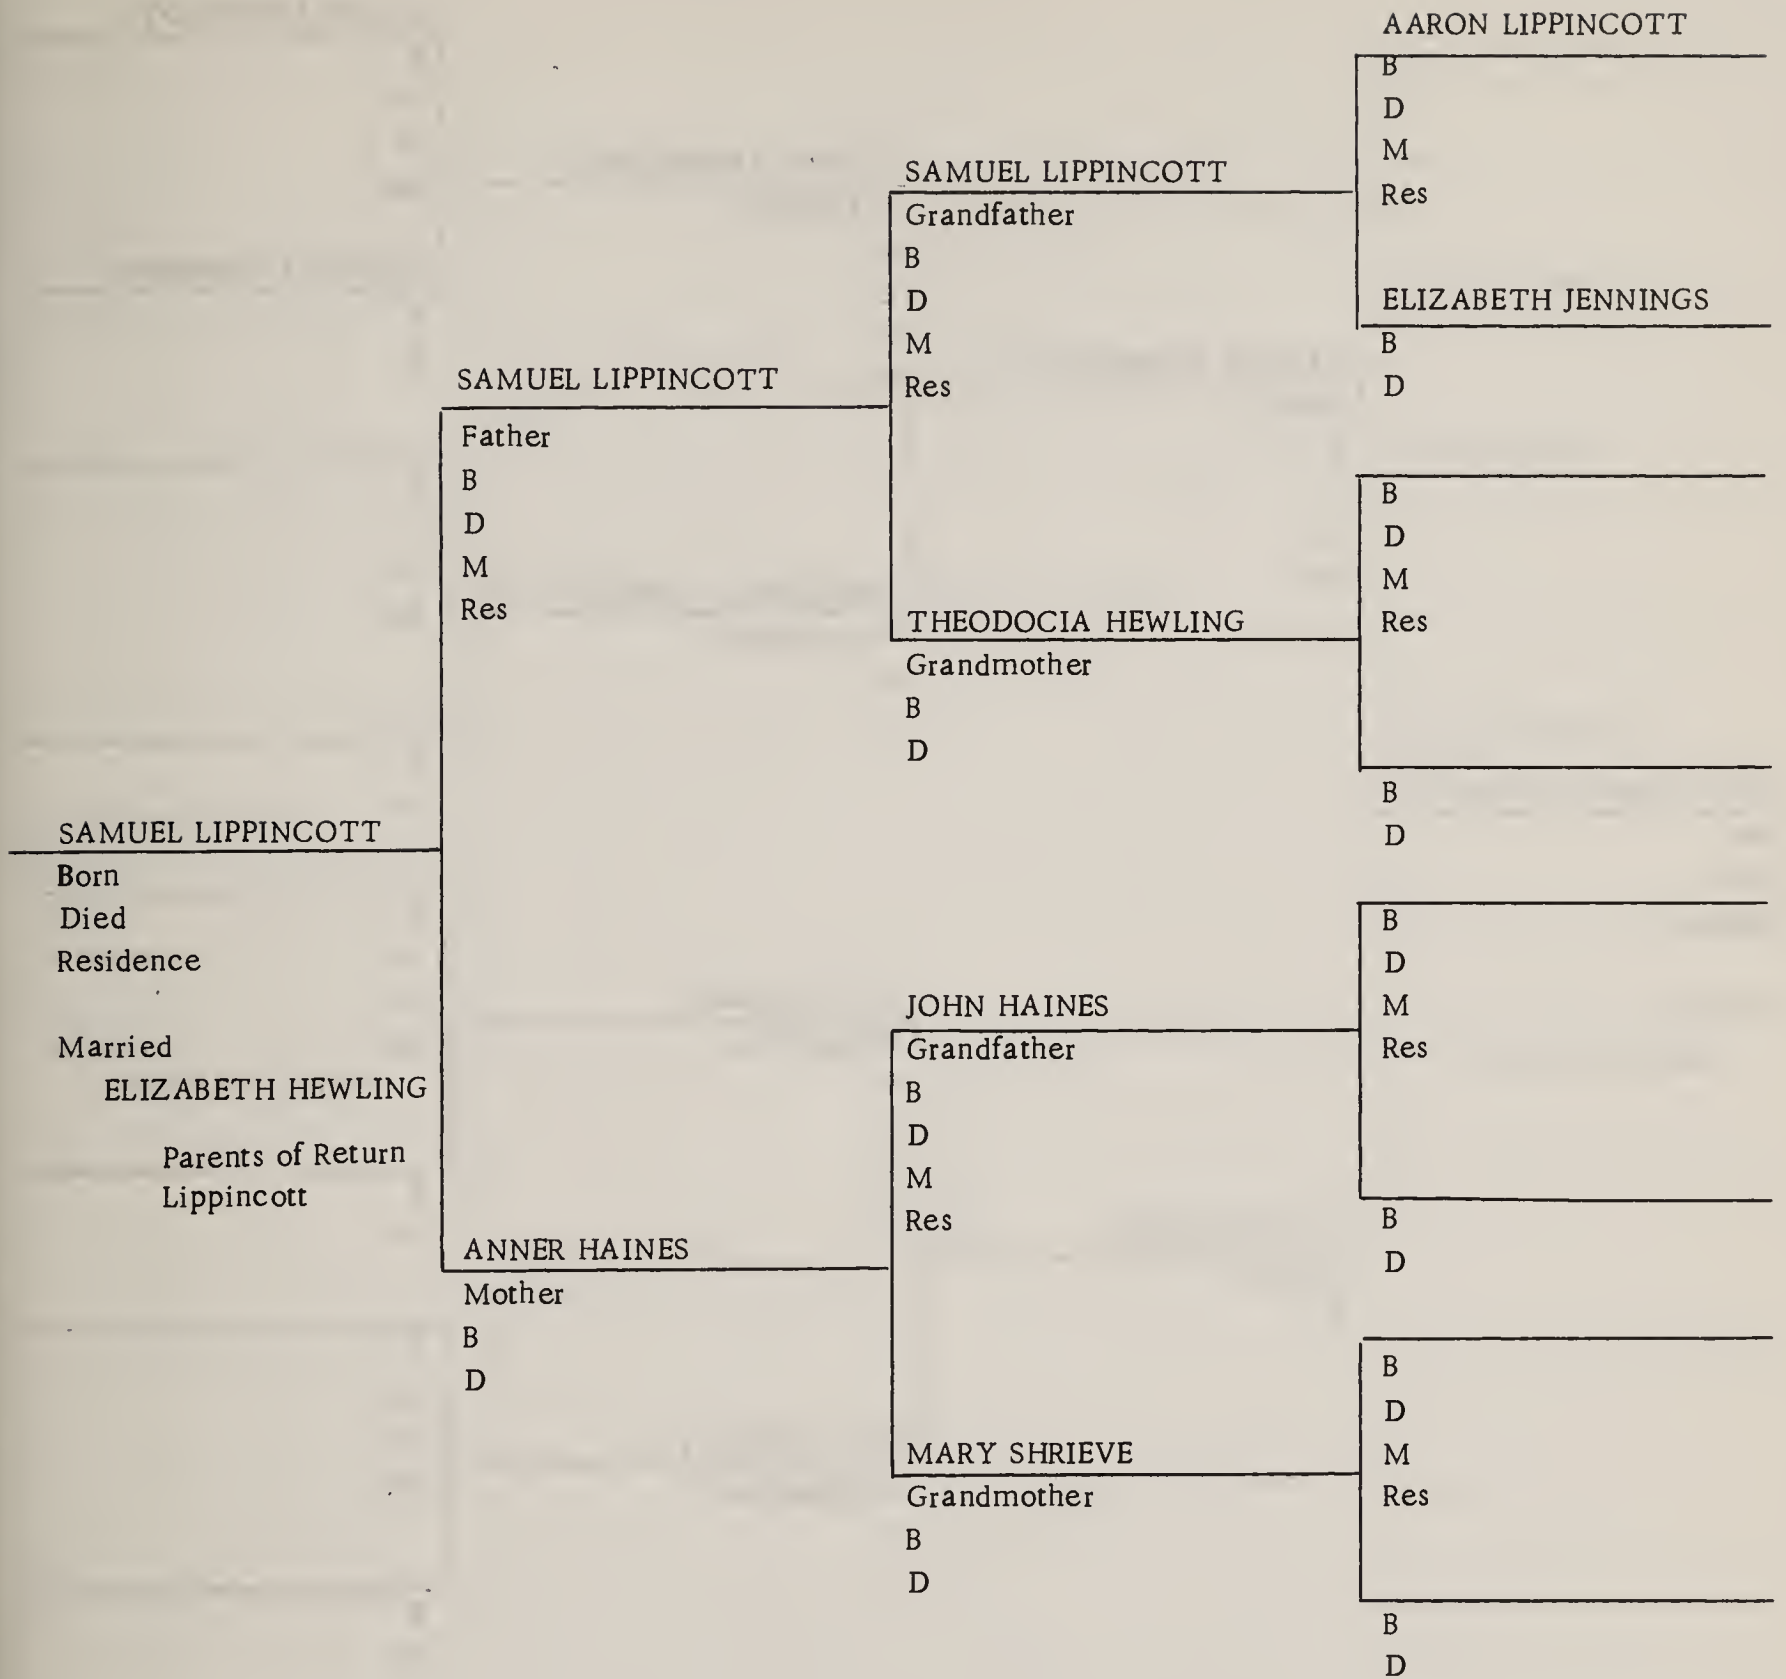 AARON LIPPINCOTT
B
D
M
Res
SAMUEL LIPPINCOTT
Grandfather
B
D
M
Res
ELIZABETH JENNINGS
B
D
SAMUEL LIPPINCOTT
Father
B
D
M
Res
B
D
M
Res
THEODOCIA HEWLING
Grandmother
B
D
B
D
SAMUEL LIPPINCOTT
Born
Died
Residence
Married
ELIZABETH HEWLING
Parents of Return
Lippincott
B
D
M
Res
JOHN HAINES
Grandfather
B
D
M
Res
B
D
ANNER HAINES
Mother
B
D
B
D
M
Res
MARY SHRIEVE
Grandmother
B
D
B
D